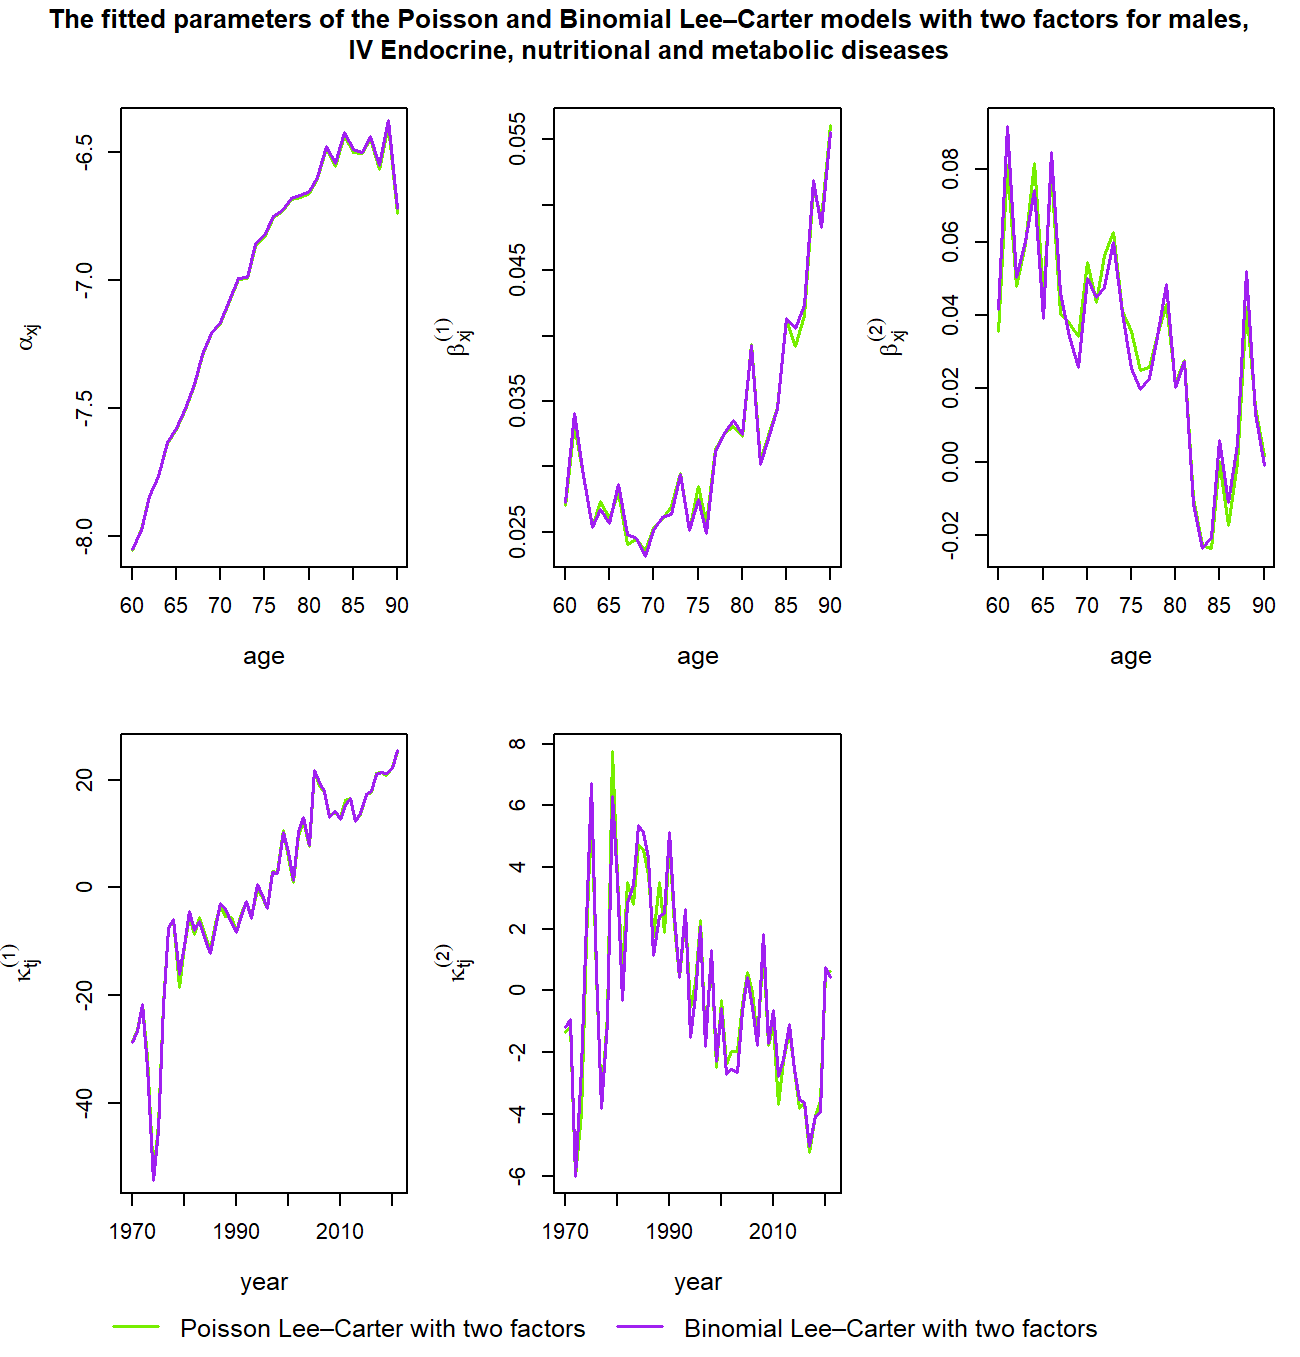 The fitted parameters of the Poisson and Binomial Lee–Carter models with two factors for males,
IV Endocrine, nutritional and metabolic diseases
αxj
-6.5
-7.0
-7.5
-8.0
60 65 70 75 80 85 90
age
βxj(1)
0.055
0.045
0.035
0.025
60 65 70 75 80 85 90
age
βxj(2)
0.08
0.06
0.04
0.02
0.00
-0.02
60 65 70 75 80 85 90
age
κtj(1)
20
0
-20
-40
1970 1990 2010
year
κtj(2)
8
6
4
2
0
-2
-4
-6
1970 1990 2010
year
Poisson Lee–Carter with two factors Binomial Lee–Carter with two factors